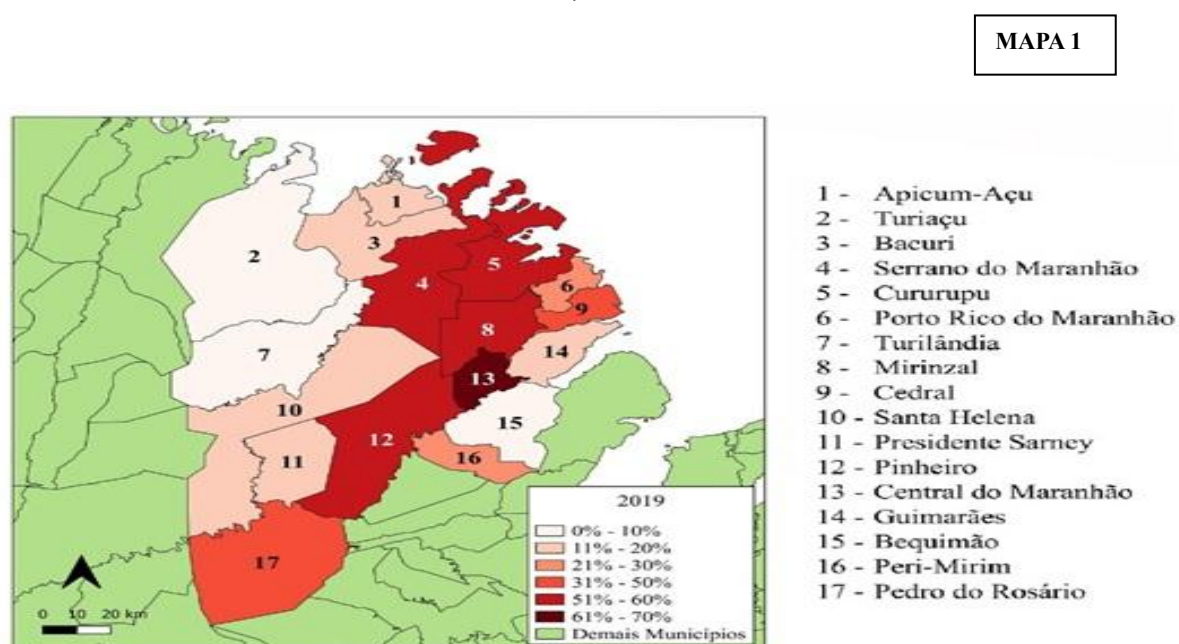 MAPA 1
1
2
3
4
5
6
7
8
9
10
11
12
13
14
15
16
17
2019
0% - 10%
11% - 20%
21% - 30%
31% - 50%
51% - 60%
61% - 70%
Demais Municípios
0 10 20 km
1 - Apicum-Açu
2 - Turiaçu
3 - Bacuri
4 - Serrano do Maranhão
5 - Cururupu
6 - Porto Rico do Maranhão
7 - Turilândia
8 - Mirinzal
9 - Cedral
10 - Santa Helena
11 - Presidente Sarney
12 - Pinheiro
13 - Central do Maranhão
14 - Guimarães
15 - Bequimão
16 - Peri-Mirim
17 - Pedro do Rosário